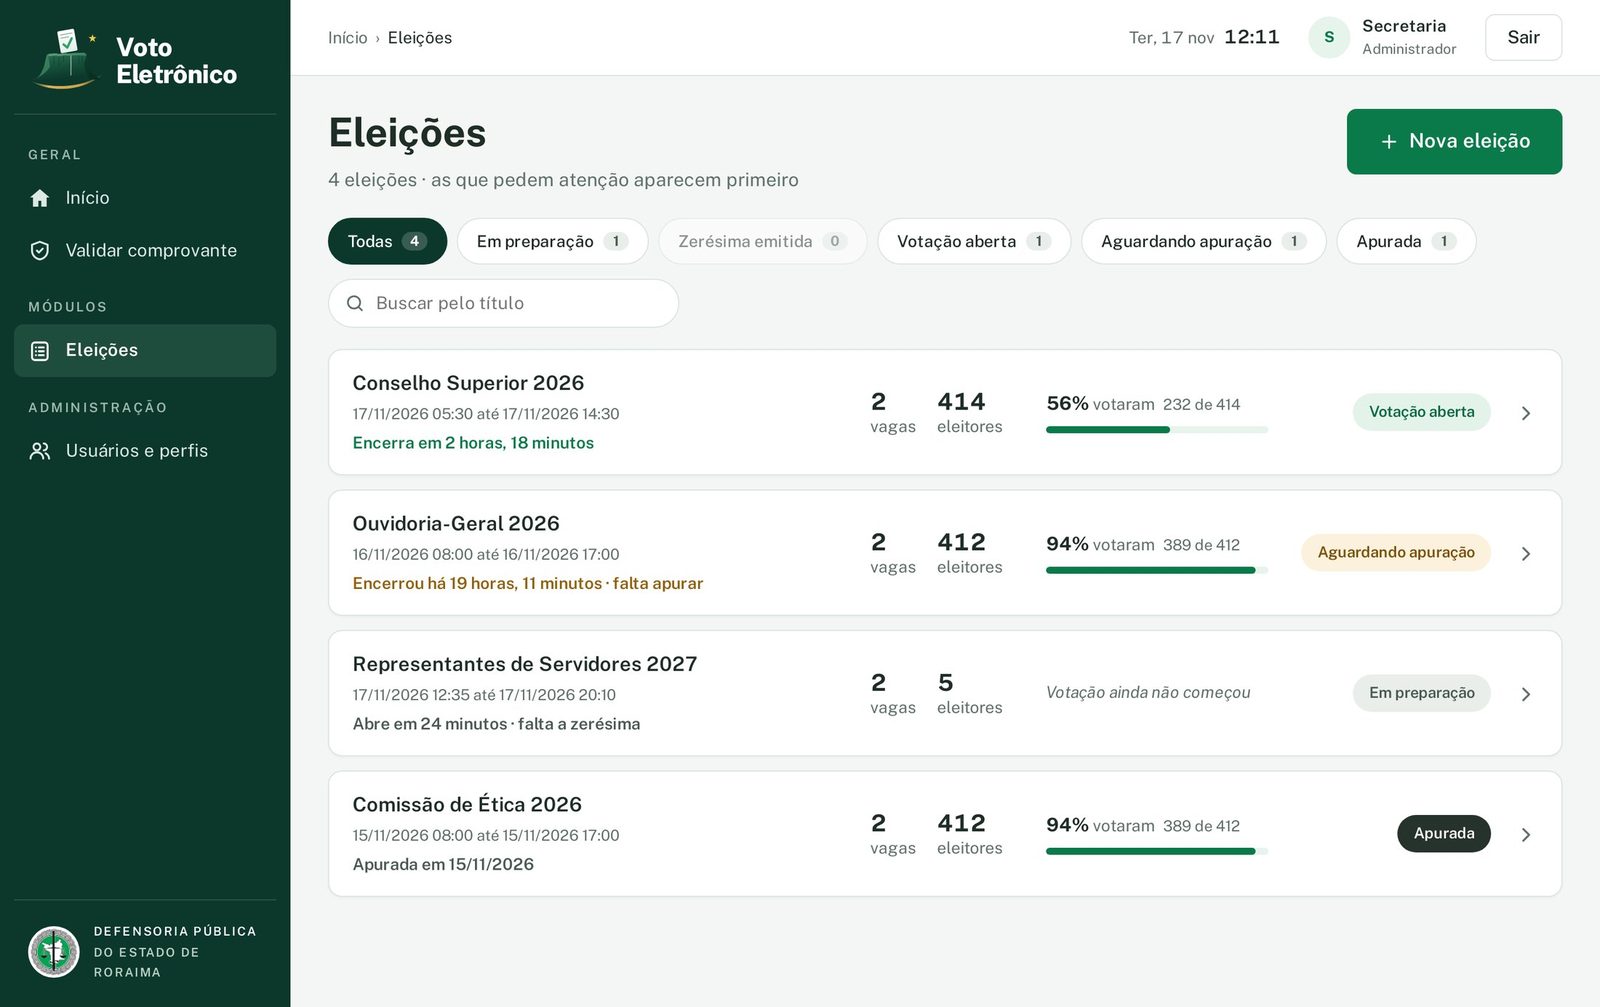 Voto
Eletrônico
GERAL
Início
Validar comprovante
MÓDULOS
Eleições
ADMINISTRAÇÃO
Usuários e perfis
DEFENSORIA PÚBLICA
DO ESTADO DE
RORAIMA
Início › Eleições
Ter, 17 nov 12:11
S
Secretaria
Administrador
Sair
Eleições
4 eleições · as que pedem atenção aparecem primeiro
+ Nova eleição
Todas 4
Em preparação 1
Zerésima emitida 0
Votação aberta 1
Aguardando apuração 1
Apurada 1
Buscar pelo título
Conselho Superior 2026
17/11/2026 05:30 até 17/11/2026 14:30
Encerra em 2 horas, 18 minutos
2 vagas
414 eleitores
56% votaram 232 de 414
Votação aberta
Ouvidoria-Geral 2026
16/11/2026 08:00 até 16/11/2026 17:00
Encerrou há 19 horas, 11 minutos · falta apurar
2 vagas
412 eleitores
94% votaram 389 de 412
Aguardando apuração
Representantes de Servidores 2027
17/11/2026 12:35 até 17/11/2026 20:10
Abre em 24 minutos · falta a zerésima
2 vagas
5 eleitores
Votação ainda não começou
Em preparação
Comissão de Ética 2026
15/11/2026 08:00 até 15/11/2026 17:00
Apurada em 15/11/2026
2 vagas
412 eleitores
94% votaram 389 de 412
Apurada